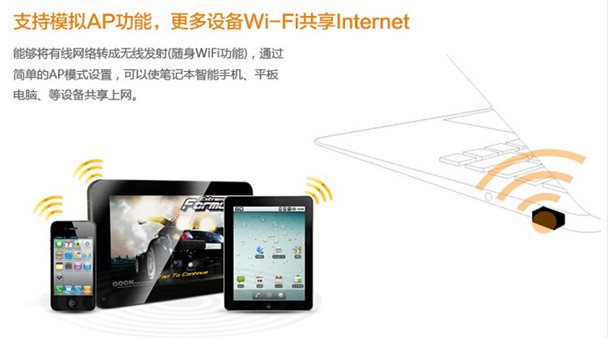 支持模拟AP功能，更多设备Wi-Fi共享Internet
能够将有线网络转成无线发射(随身WiFi功能)，通过
简单的AP模式设置，可以使笔记本智能手机、平板
电脑、等设备共享上网。
Formula
To Continue